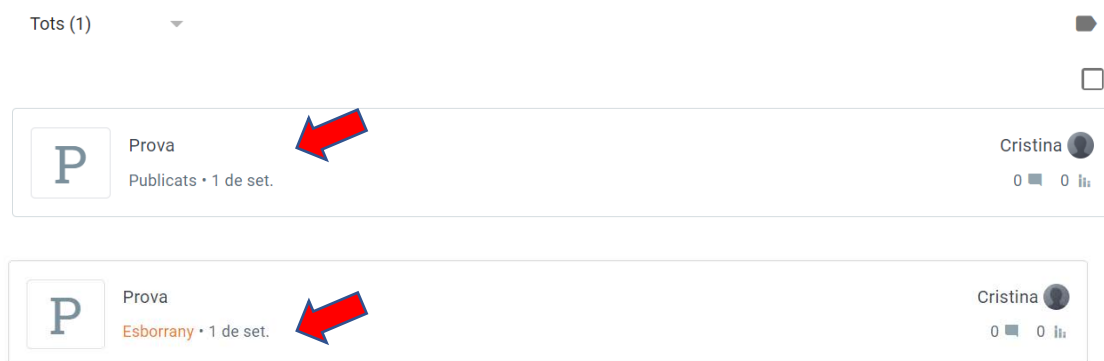 Tots (1)
P
Prova
Cristina
Publicats • 1 de set.
0 0
P
Prova
Cristina
Esborrany • 1 de set.
0 0